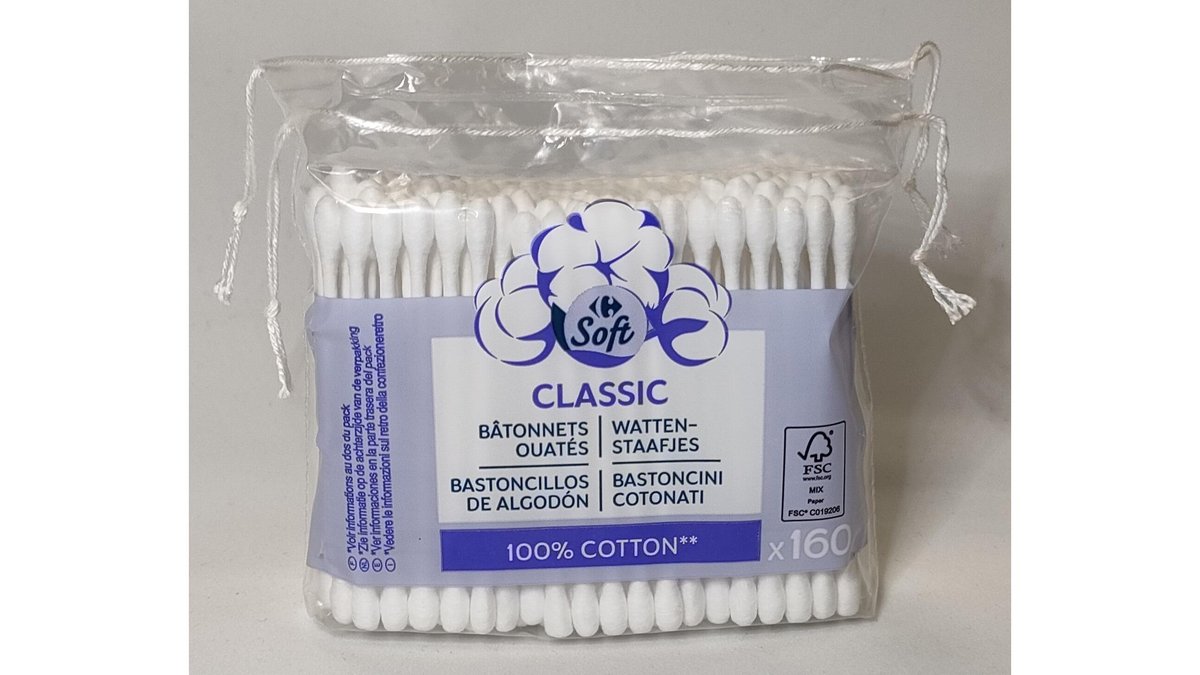 Soft
CLASSIC
BÂTONNETS
OUATÉS
WATTEN-
STAAFJES
BASTONCILLOS
DE ALGODÓN
BASTONCINI
COTONATI
100% COTTON**
x160
FSC
www.fsc.org
MIX
Paper
FSC® C019206
F *Voir informations au dos du pack
NL *Zie informatie op de achterzijde van de verpakking
E *Ver informaciones en la parte trasera del pack
I *Vedere le informazioni sul retro della confezioneretro